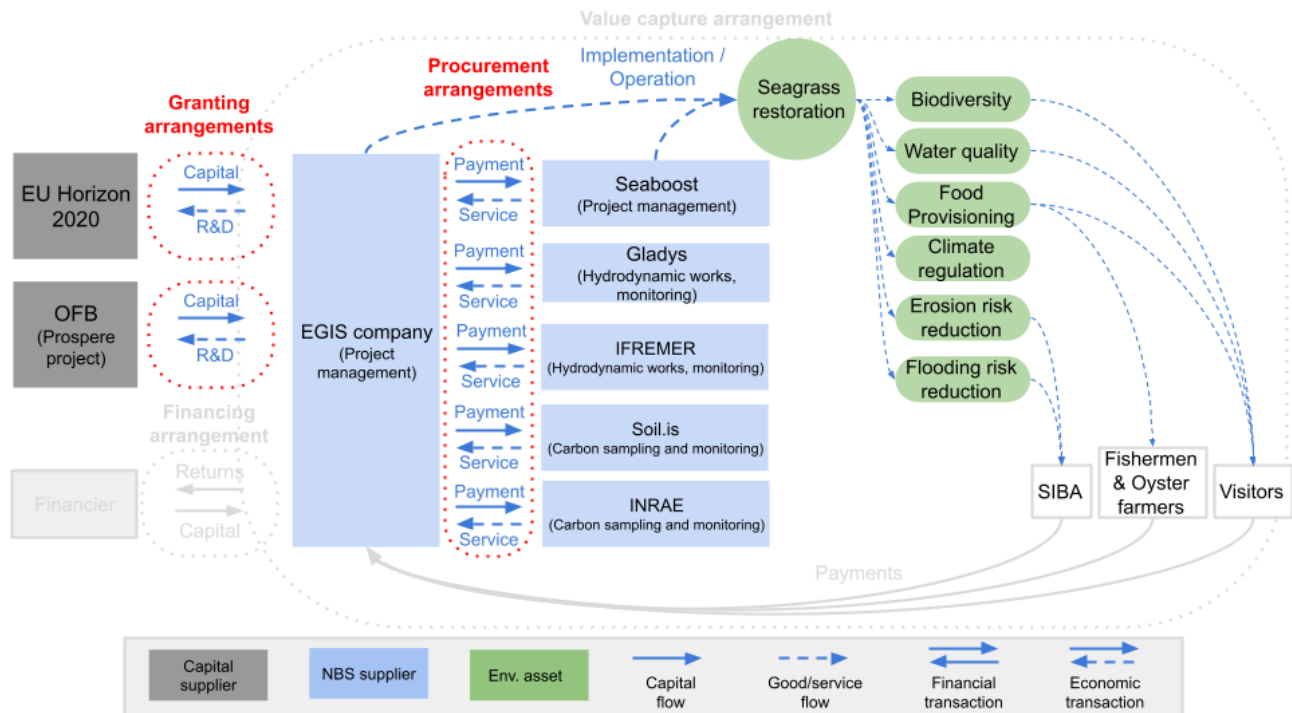 Value capture arrangement
Implementation /
Operation
Procurement
arrangements
Granting
arrangements
Seagrass
restoration
EU Horizon
2020
Capital
R&D
OFB
(Prospere
project)
Capital
R&D
Financing
arrangement
Financier
Returns
Capital
EGIS company
(Project
management)
Payment
Service
Seaboost
(Project management)
Payment
Service
Gladys
(Hydrodynamic works,
monitoring)
Payment
Service
IFREMER
(Hydrodynamic works, monitoring)
Payment
Service
Soil.is
(Carbon sampling and monitoring)
Payment
Service
INRAE
(Carbon sampling and monitoring)
Biodiversity
Water quality
Food
Provisioning
Climate
regulation
Erosion risk
reduction
Flooding risk
reduction
SIBA
Fishermen
& Oyster
farmers
Visitors
Payments
Capital
supplier
NBS supplier
Env. asset
Capital
flow
Good/service
flow
Financial
transaction
Economic
transaction